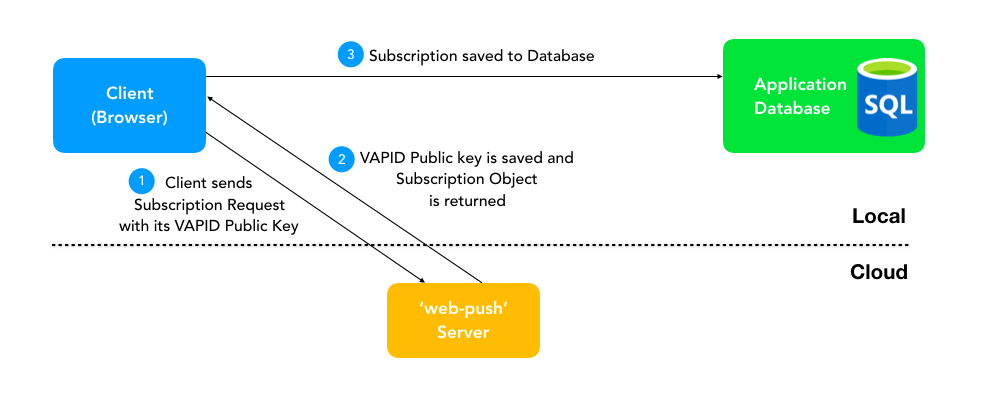 3 Subscription saved to Database
Client
(Browser)
Application
Database
SQL
2 VAPID Public key is saved and
Subscription Object
is returned
1 Client sends
Subscription Request
with its VAPID Public Key
Local
Cloud
‘web-push’
Server